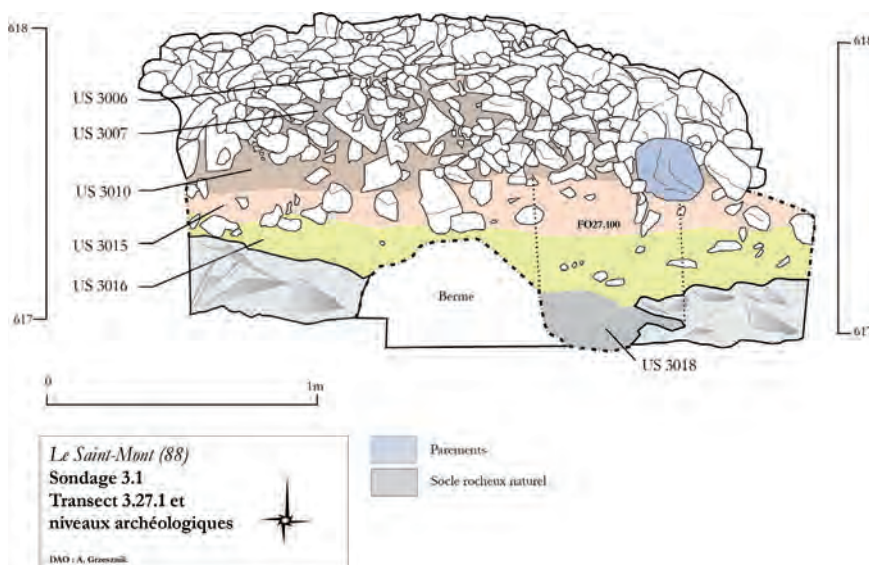 618
618
US 3006
US 3007
US 3010
US 3015
US 3016
FO27.100
Berme
617
617
US 3018
0
1m
Le Saint-Mont (88)
Sondage 3.1
Transect 3.27.1 et
niveaux archéologiques
DAO : A. Grzesznik
Parements
Socle rocheux naturel